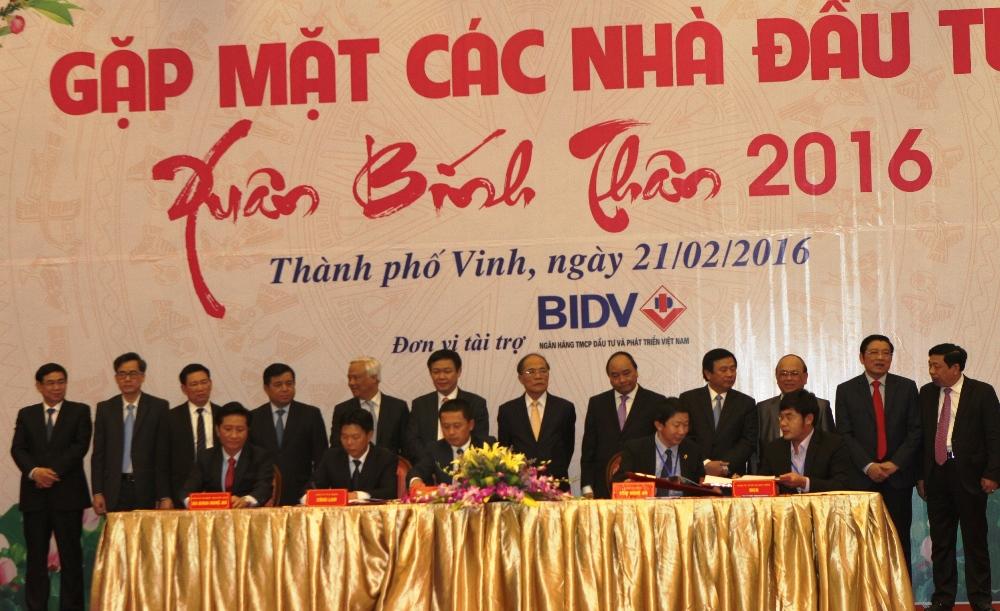 GẶP MẶT CÁC NHÀ ĐẦU TƯ
Xuân Bính Thân 2016
Thành phố Vinh, ngày 21/02/2016
Đơn vị tài trợ BIDV
NGÂN HÀNG TMCP ĐẦU TƯ VÀ PHÁT TRIỂN VIỆT NAM